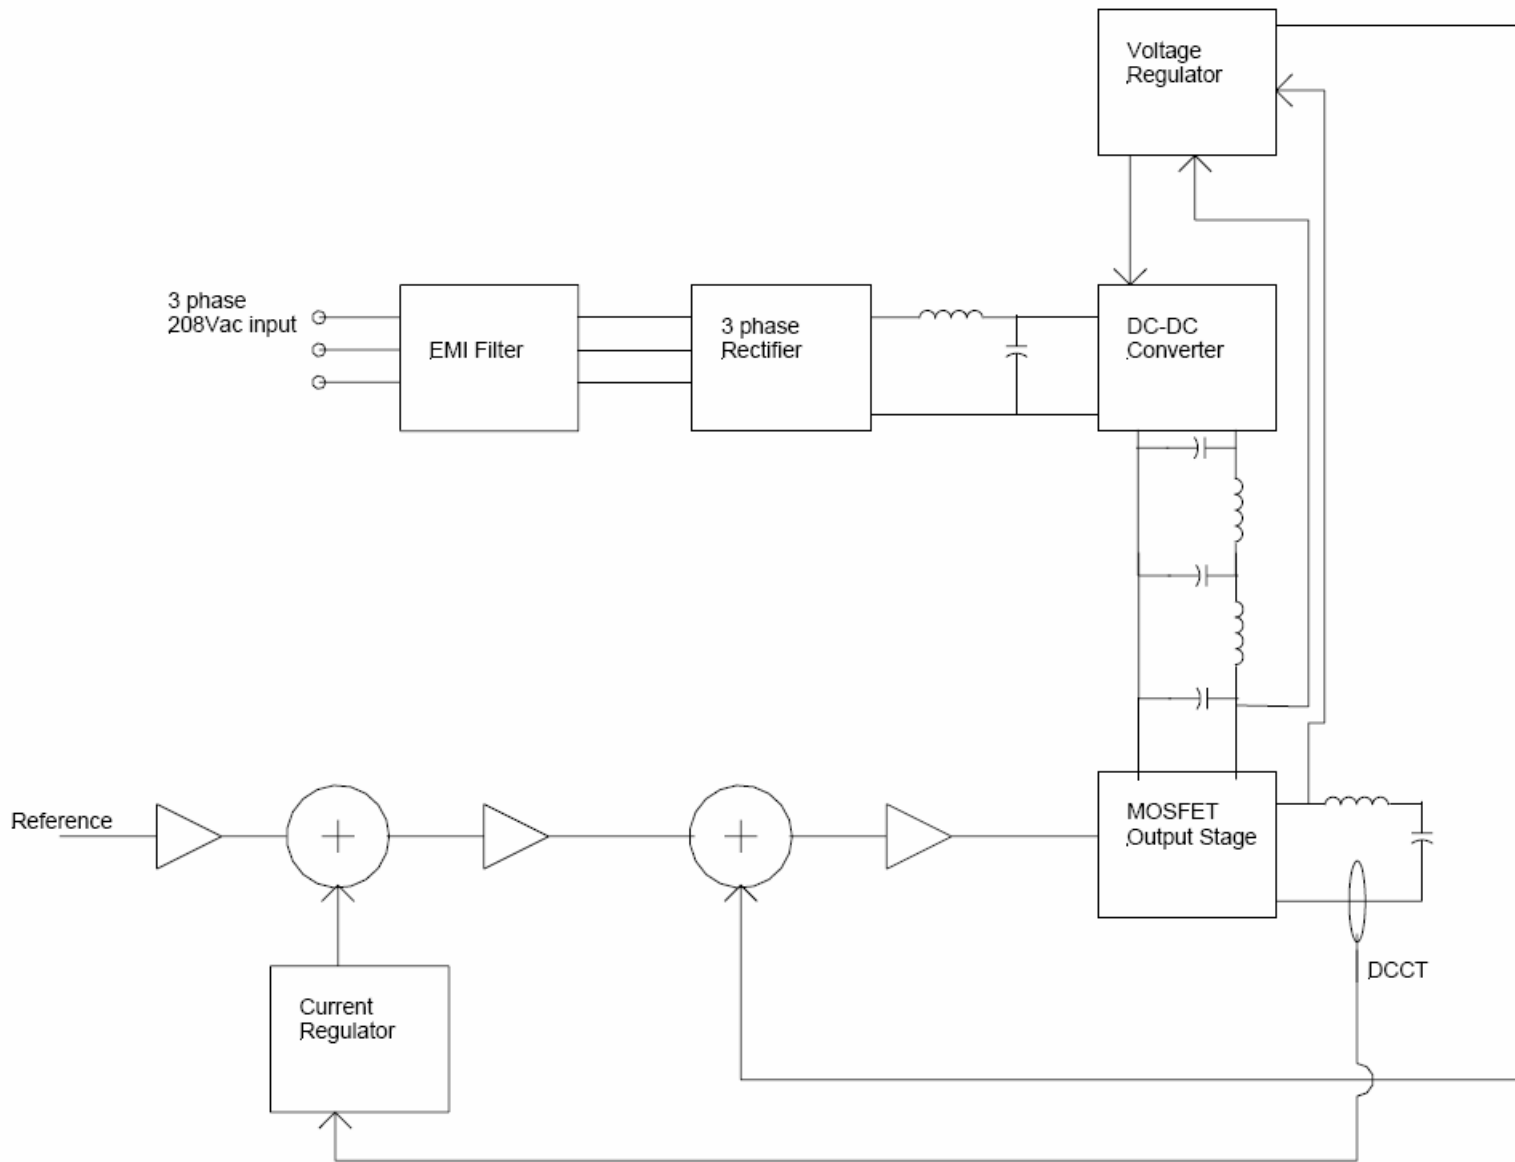 Voltage
Regulator
3 phase
208Vac input
EMI Filter
3 phase
Rectifier
DC-DC
Converter
Reference
MOSFET
Output Stage
DCCT
Current
Regulator